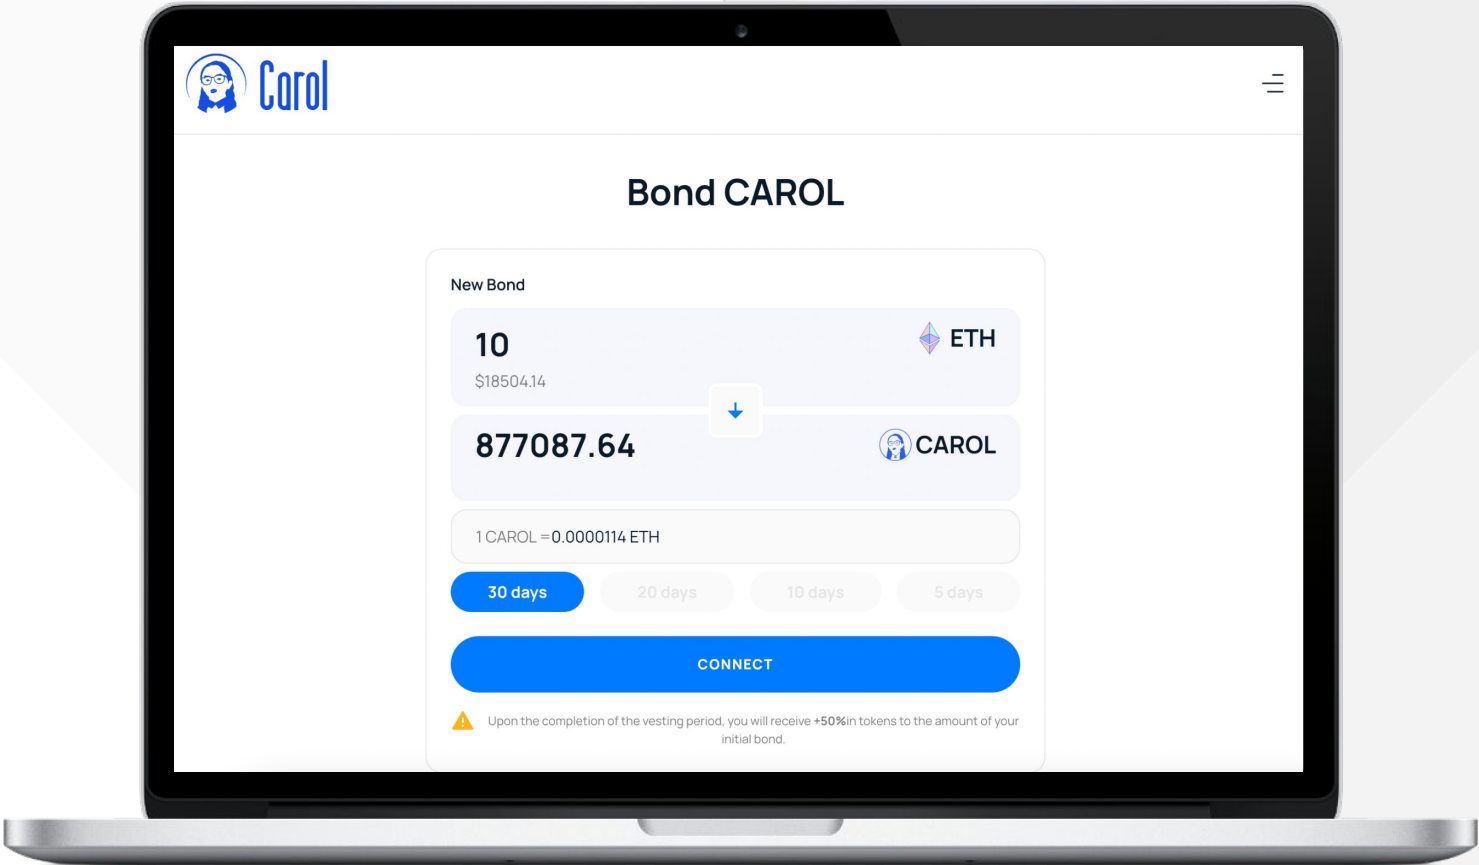 Carol
Bond CAROL
New Bond
10
ETH
$18504.14
877087.64
CAROL
1 CAROL =0.0000114 ETH
30 days
20 days
10 days
5 days
CONNECT
Upon the completion of the vesting period, you will receive +50%in tokens to the amount of your
initial bond.